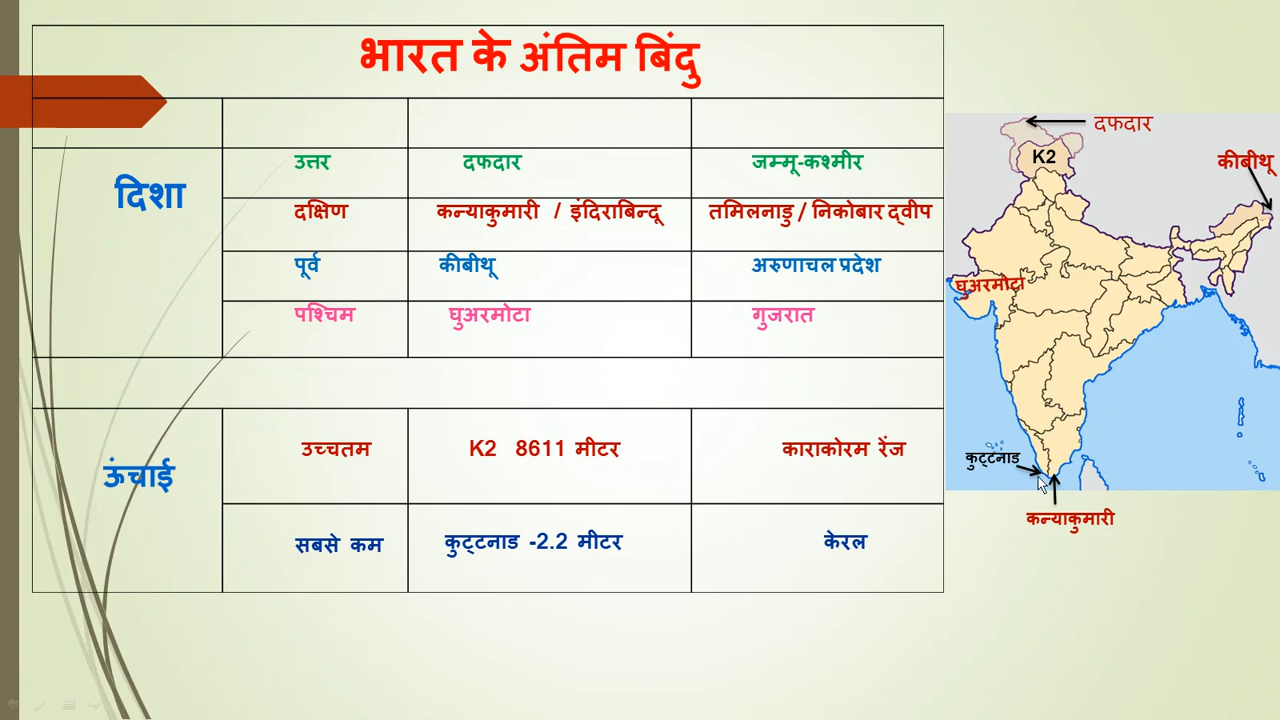 भारत के अंतिम बिंदु
दिशा
उत्तर दफदार जम्मू-कश्मीर
दक्षिण कन्याकुमारी / इंदिराबिन्दू तमिलनाडु / निकोबार द्वीप
पूर्व कीबीथू अरुणाचल प्रदेश
पश्चिम घुअरमोटा गुजरात
ऊंचाई
उच्चतम K2 8611 मीटर काराकोरम रेंज
सबसे कम कुट्टनाड -2.2 मीटर केरल
दफदार
K2
कीबीथू
घुअरमोटा
कुट्टनाड
कन्याकुमारी